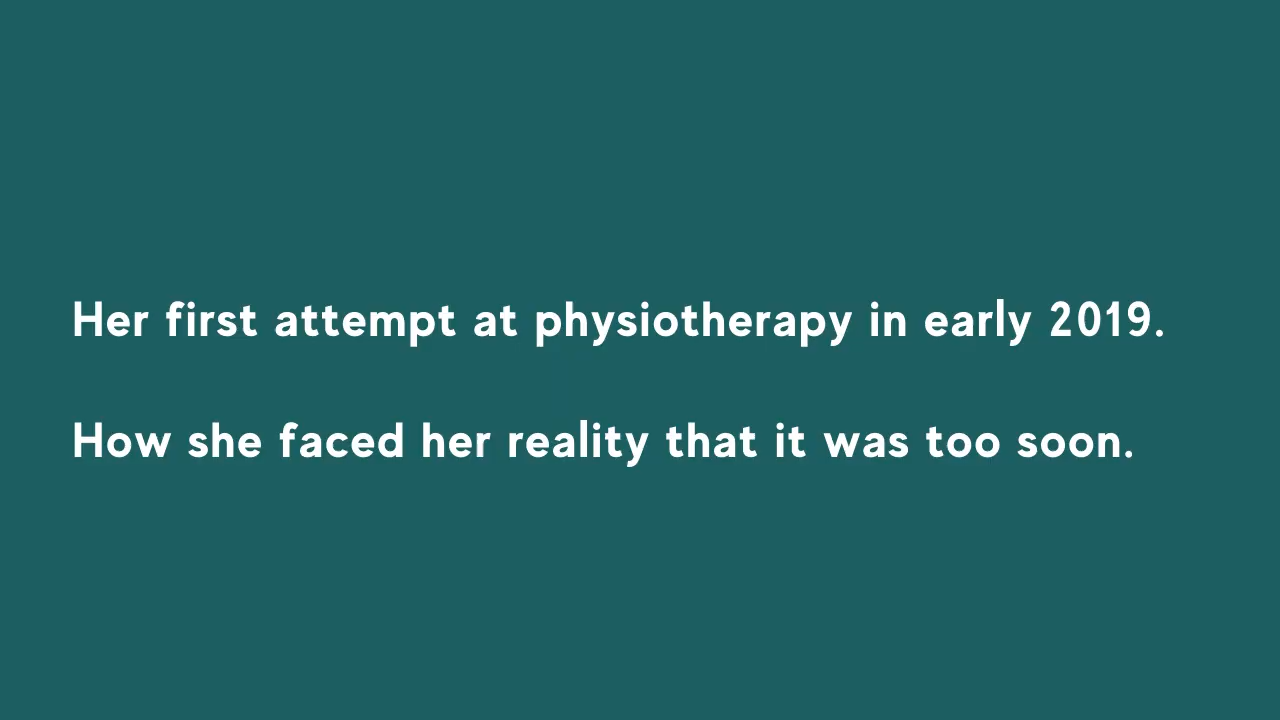 Her first attempt at physiotherapy in early 2019.
How she faced her reality that it was too soon.